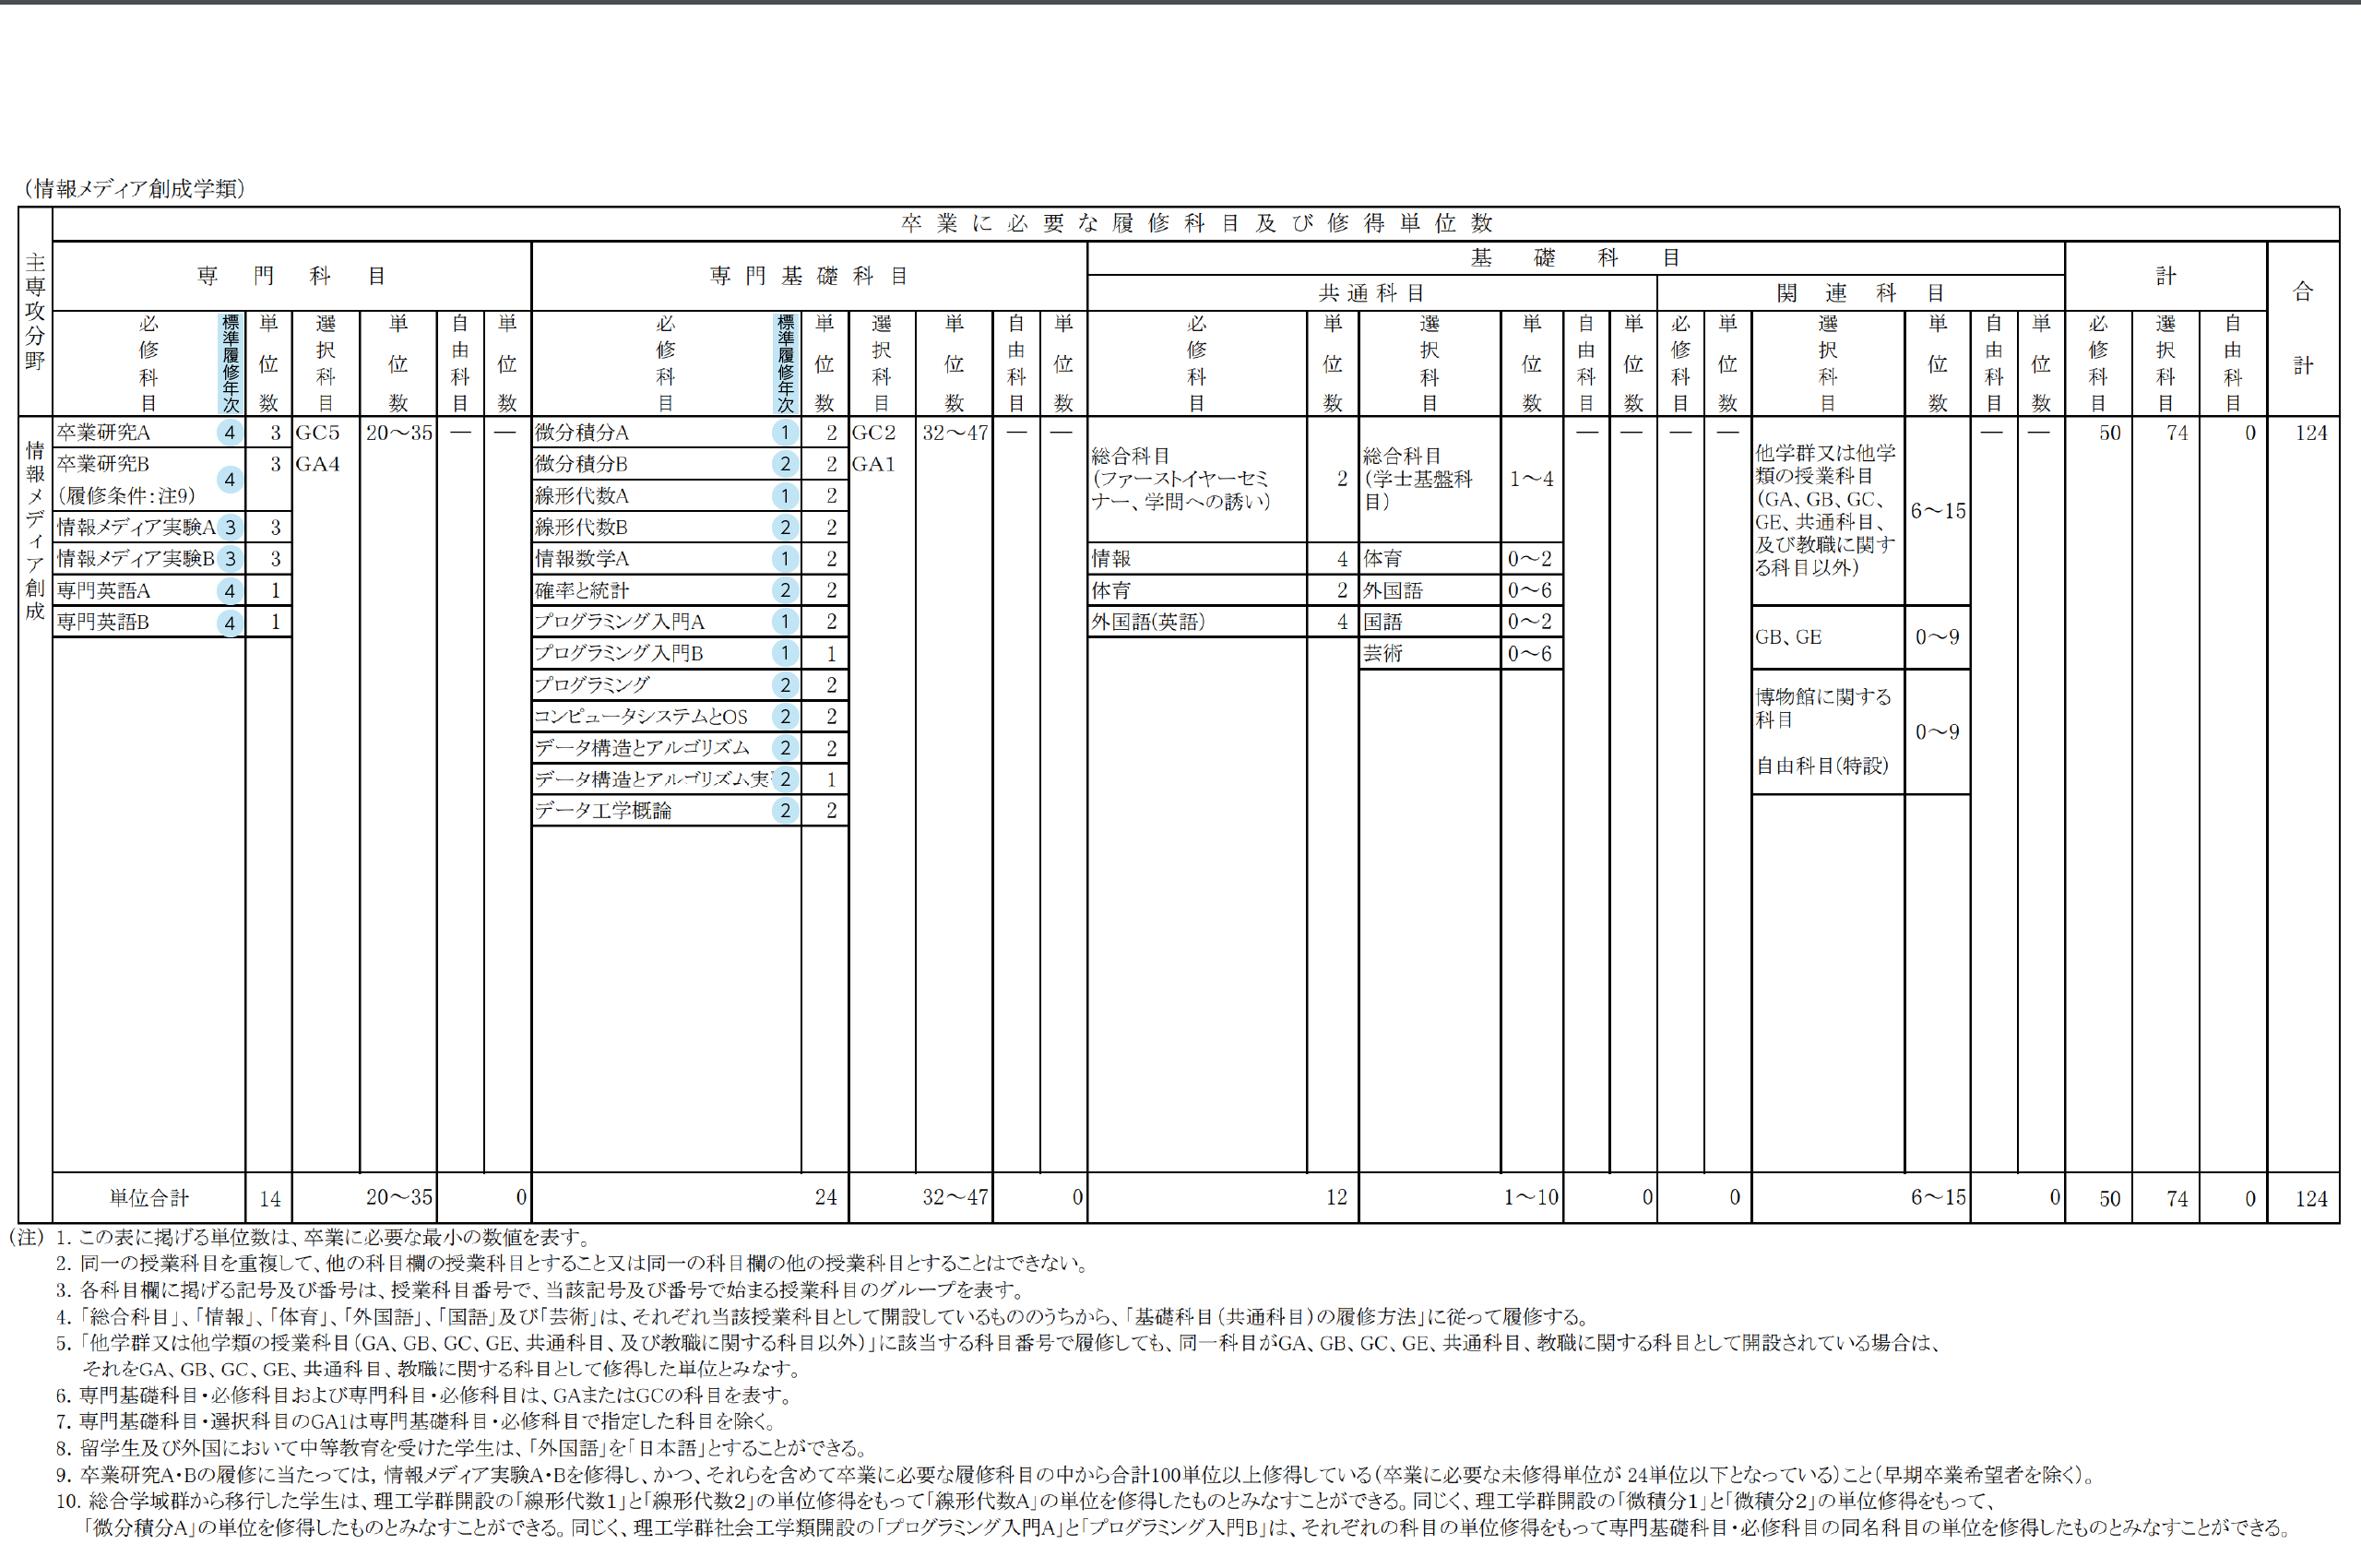 （情報メディア創成学類）
卒業に必要な履修科目及び修得単位数
主専攻分野
専門科目
専門基礎科目
基礎科目
計
合計
共通科目
関連科目
必修科目 標準履修年次 単位数 選択科目 単位数 自由科目 単位数 必修科目 標準履修年次 単位数 選択科目 単位数 自由科目 単位数 必修科目 単位数 選択科目 単位数 自由科目 単位数 必修科目 単位数 選択科目 単位数 自由科目 単位数 必修科目 選択科目 自由科目
情報メディア創成
卒業研究A 4 3 GC5 20～35 ― ―
卒業研究B 4 3 GA4
（履修条件：注9）
情報メディア実験A 3 3
情報メディア実験B 3 3
専門英語A 4 1
専門英語B 4 1
微分積分A 1 2 GC2 32～47 ― ―
微分積分B 2 2 GA1
線形代数A 1 2
線形代数B 2 2
情報数学A 1 2
確率と統計 2 2
プログラミング入門A 1 2
プログラミング入門B 1 1
プログラミング 2 2
コンピュータシステムとOS 2 2
データ構造とアルゴリズム 2 2
データ構造とアルゴリズム実 2 1
データ工学概論 2 2
総合科目
(ファーストイヤーセミ
ナー、学問への誘い)
2
情報 4
体育 2
外国語(英語) 4
総合科目
(学士基盤科
目)
1～4
体育 0～2
外国語 0～6
国語 0～2
芸術 0～6
― ― ― ―
他学群又は他学
類の授業科目
(GA、GB、GC、
GE、共通科目、
及び教職に関す
る科目以外)
6～15
GB、GE 0～9
博物館に関する
科目
自由科目(特設)
0～9
― ― 50 74 0 124
単位合計 14 20～35 0 24 32～47 0 12 1～10 0 0 6～15 0 50 74 0 124
（注） 1. この表に掲げる単位数は、卒業に必要な最小の数値を表す。
2. 同一の授業科目を重複して、他の科目欄の授業科目とすること又は同一の科目欄の他の授業科目とすることはできない。
3. 各科目欄に掲げる記号及び番号は、授業科目番号で、当該記号及び番号で始まる授業科目のグループを表す。
4. 「総合科目」、「情報」、「体育」、「外国語」、「国語」及び「芸術」は、それぞれ当該授業科目として開設しているもののうちから、「基礎科目（共通科目）の履修方法」に従って履修する。
5. 「他学群又は他学類の授業科目（GA、GB、GC、GE、共通科目、及び教職に関する科目以外）」に該当する科目番号で履修しても、同一科目がGA、GB、GC、GE、共通科目、教職に関する科目として開設されている場合は、
それをGA、GB、GC、GE、共通科目、教職に関する科目として修得した単位とみなす。
6. 専門基礎科目・必修科目および専門科目・必修科目は、GAまたはGCの科目を表す。
7. 専門基礎科目・選択科目のGA1は専門基礎科目・必修科目で指定した科目を除く。
8. 留学生及び外国において中等教育を受けた学生は、「外国語」を「日本語」とすることができる。
9. 卒業研究A・Bの履修に当たっては，情報メディア実験A・Bを修得し、かつ、それらを含めて卒業に必要な履修科目の中から合計100単位以上修得している（卒業に必要な未修得単位が 24単位以下となっている）こと（早期卒業希望者を除く）。
10. 総合学域群から移行した学生は、理工学群開設の「線形代数１」と「線形代数２」の単位修得をもって「線形代数A」の単位を修得したものとみなすことができる。同じく、理工学群開設の「微積分１」と「微積分２」の単位修得をもって、
「微分積分A」の単位を修得したものとみなすことができる。同じく、理工学群社会工学類開設の「プログラミング入門A」と「プログラミング入門B」は、それぞれの科目の単位修得をもって専門基礎科目・必修科目の同名科目の単位を修得したものとみなすことができる。